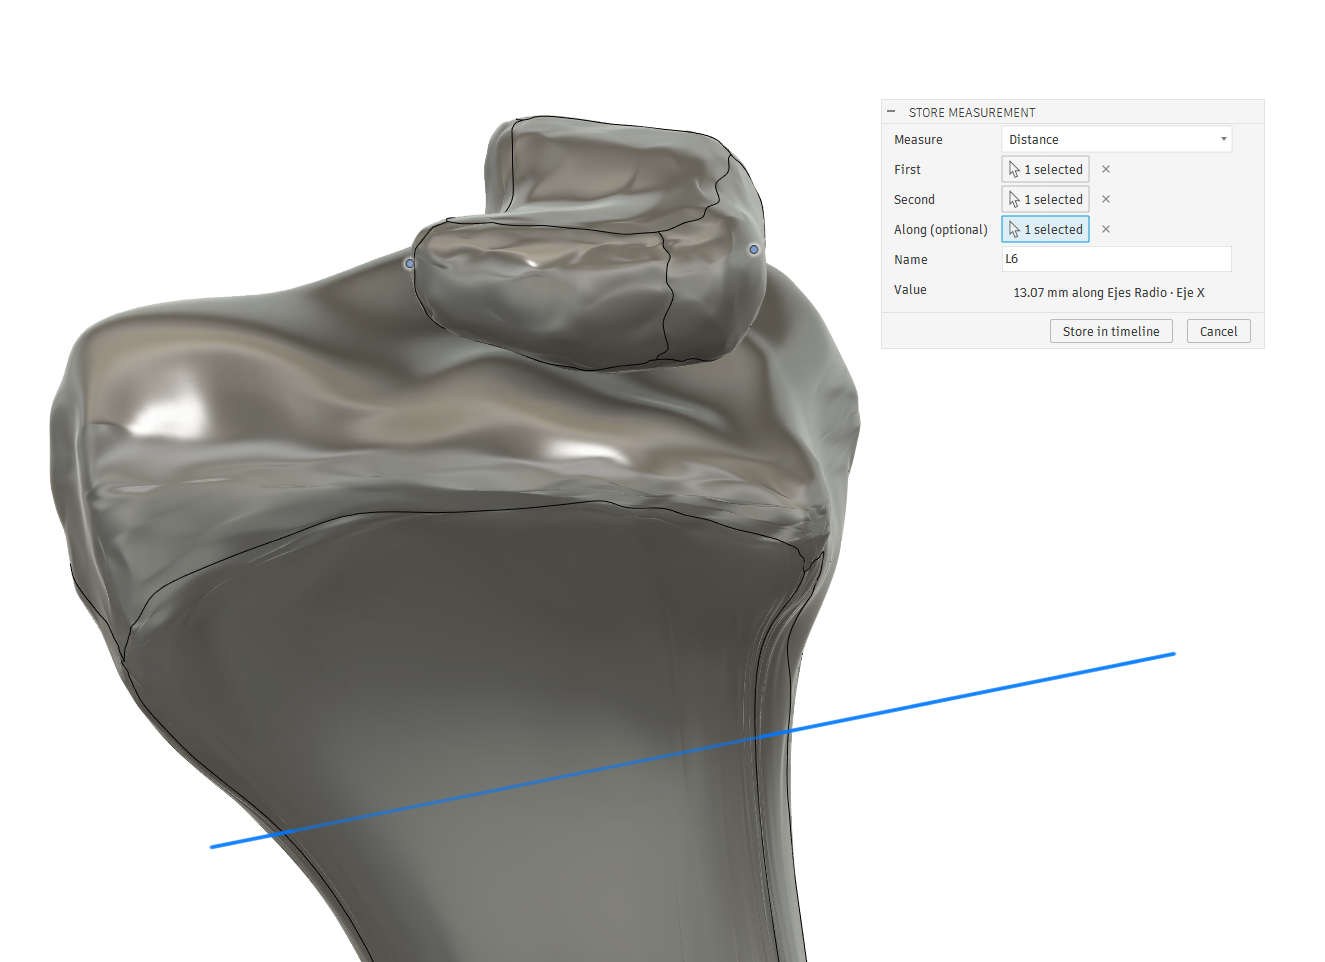 STORE MEASUREMENT
Measure Distance
First 1 selected ×
Second 1 selected ×
Along (optional) 1 selected ×
Name L6
Value 13.07 mm along Ejes Radio · Eje X
Store in timeline Cancel